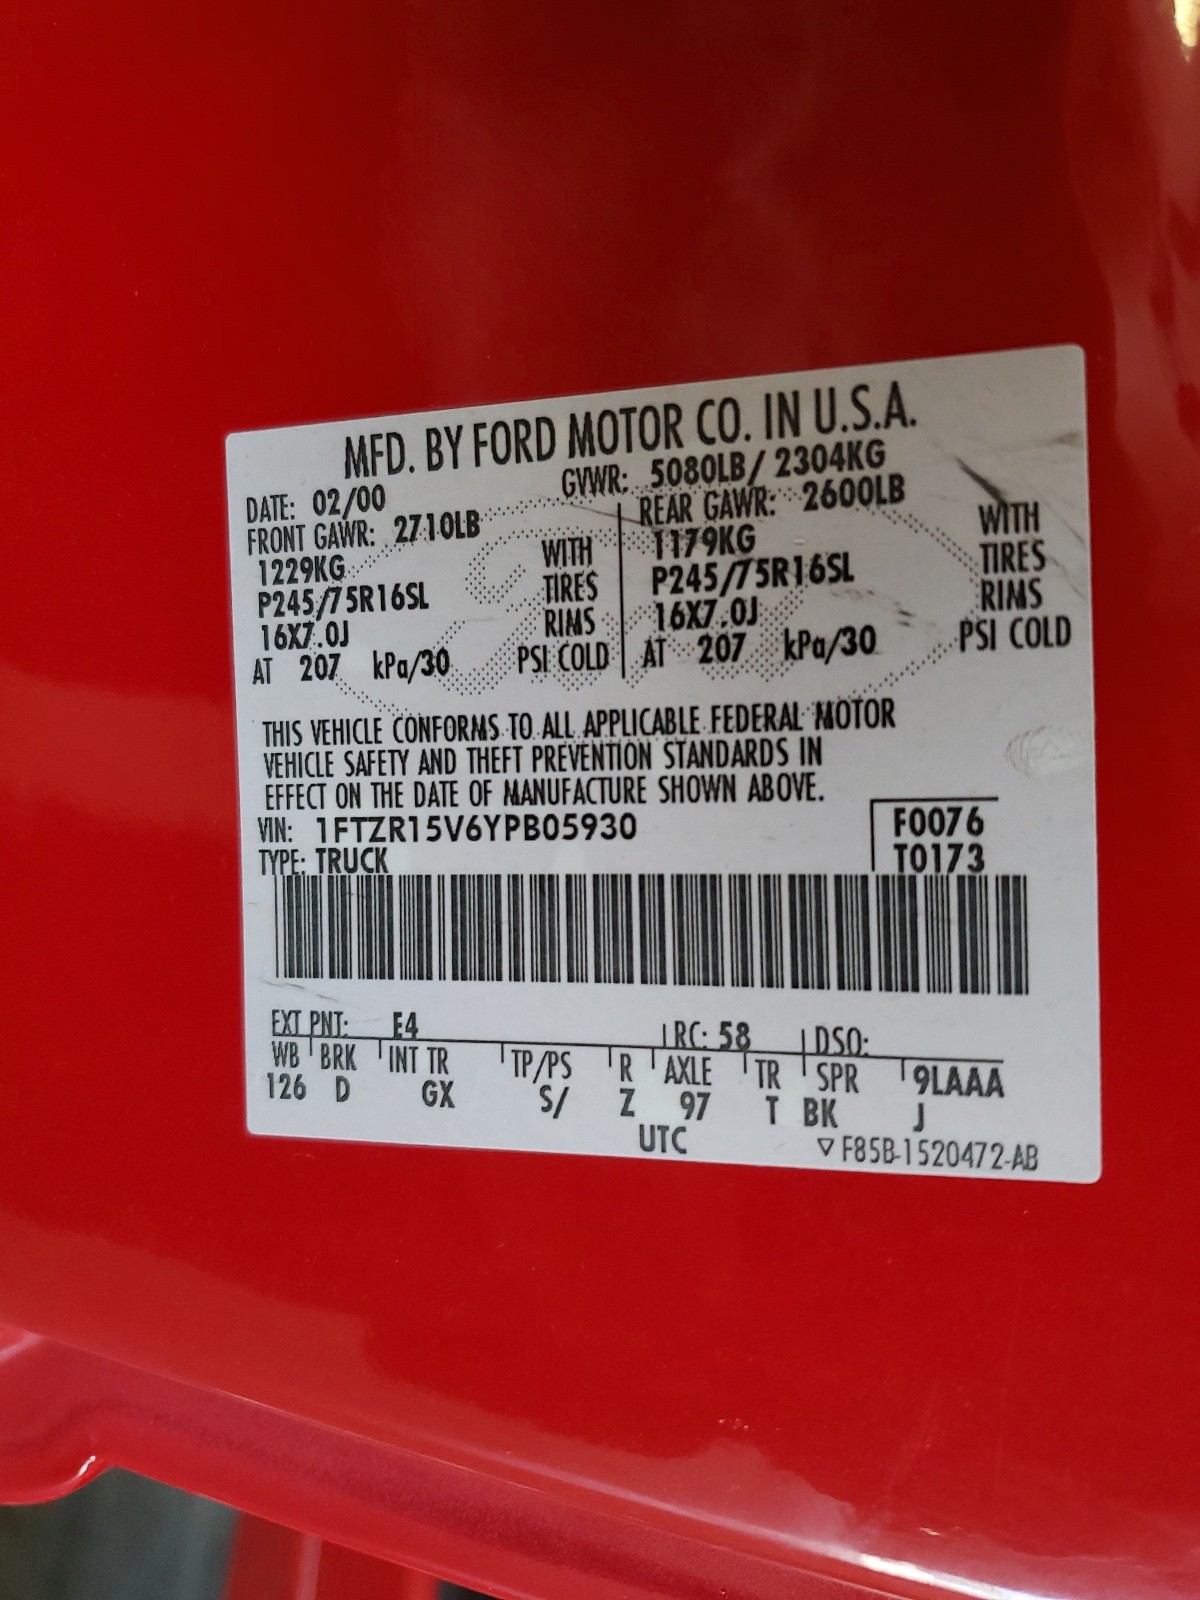 MFD. BY FORD MOTOR CO. IN U.S.A.
DATE: 02/00 GVWR: 5080LB/ 2304KG
FRONT GAWR: 2710LB REAR GAWR: 2600LB
1229KG WITH 1179KG WITH
P245/75R16SL TIRES P245/75R16SL TIRES
16X7.0J RIMS 16X7.0J RIMS
AT 207 kPa/30 PSI COLD AT 207 kPa/30 PSI COLD
THIS VEHICLE CONFORMS TO ALL APPLICABLE FEDERAL MOTOR
VEHICLE SAFETY AND THEFT PREVENTION STANDARDS IN
EFFECT ON THE DATE OF MANUFACTURE SHOWN ABOVE.
VIN: 1FTZR15V6YPB05930 F0076
TYPE: TRUCK T0173
EXT PNT: E4 RC: 58 DSO:
WB BRK INT TR TP/PS R AXLE TR SPR 9LAAA
126 D GX S/ Z 97 T BK J
UTC ▽ F85B-1520472-AB